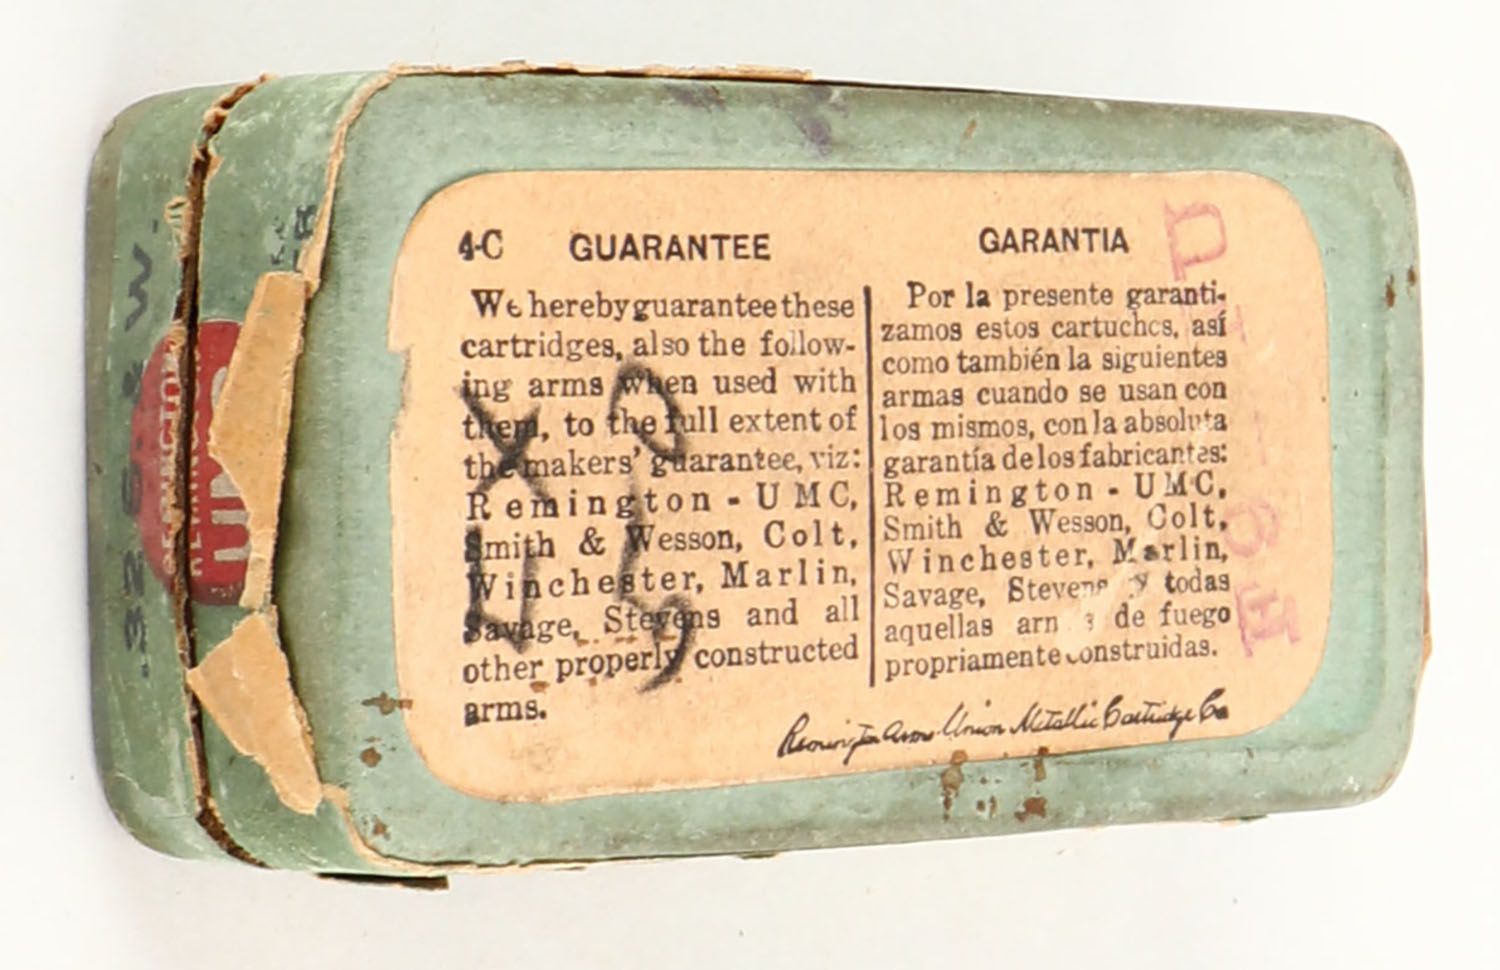 4-C GUARANTEE
We hereby guarantee these
cartridges, also the follow-
ing arms when used with
them, to the full extent of
the makers' guarantee, viz:
Remington - UMC,
Smith & Wesson, Colt,
Winchester, Marlin,
Savage, Stevens and all
other properly constructed
arms.
GARANTIA
Por la presente garanti-
zamos estos cartuchos, así
como también la siguientes
armas cuando se usan con
los mismos, con la absoluta
garantía de los fabricantes:
Remington - UMC,
Smith & Wesson, Colt,
Winchester, Marlin,
Savage, Stevens y todas
aquellas de fuego
propriamente construidas.
Remington Arms Union Metallic Cartridge Co
.32 S. & W.
REMINGTON